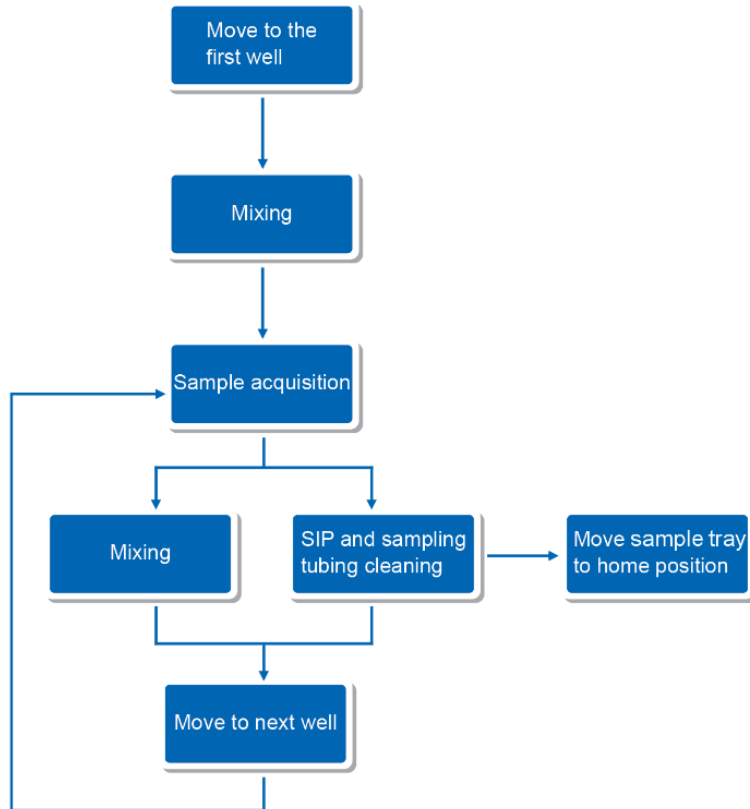 Move to the
first well
Mixing
Sample acquisition
Mixing
SIP and sampling
tubing cleaning
Move sample tray
to home position
Move to next well